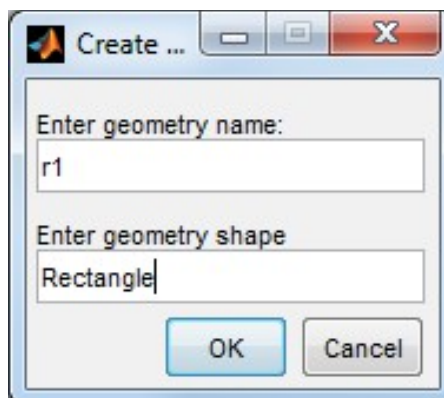 Create ...
Enter geometry name:
r1
Enter geometry shape
Rectangle
OK Cancel